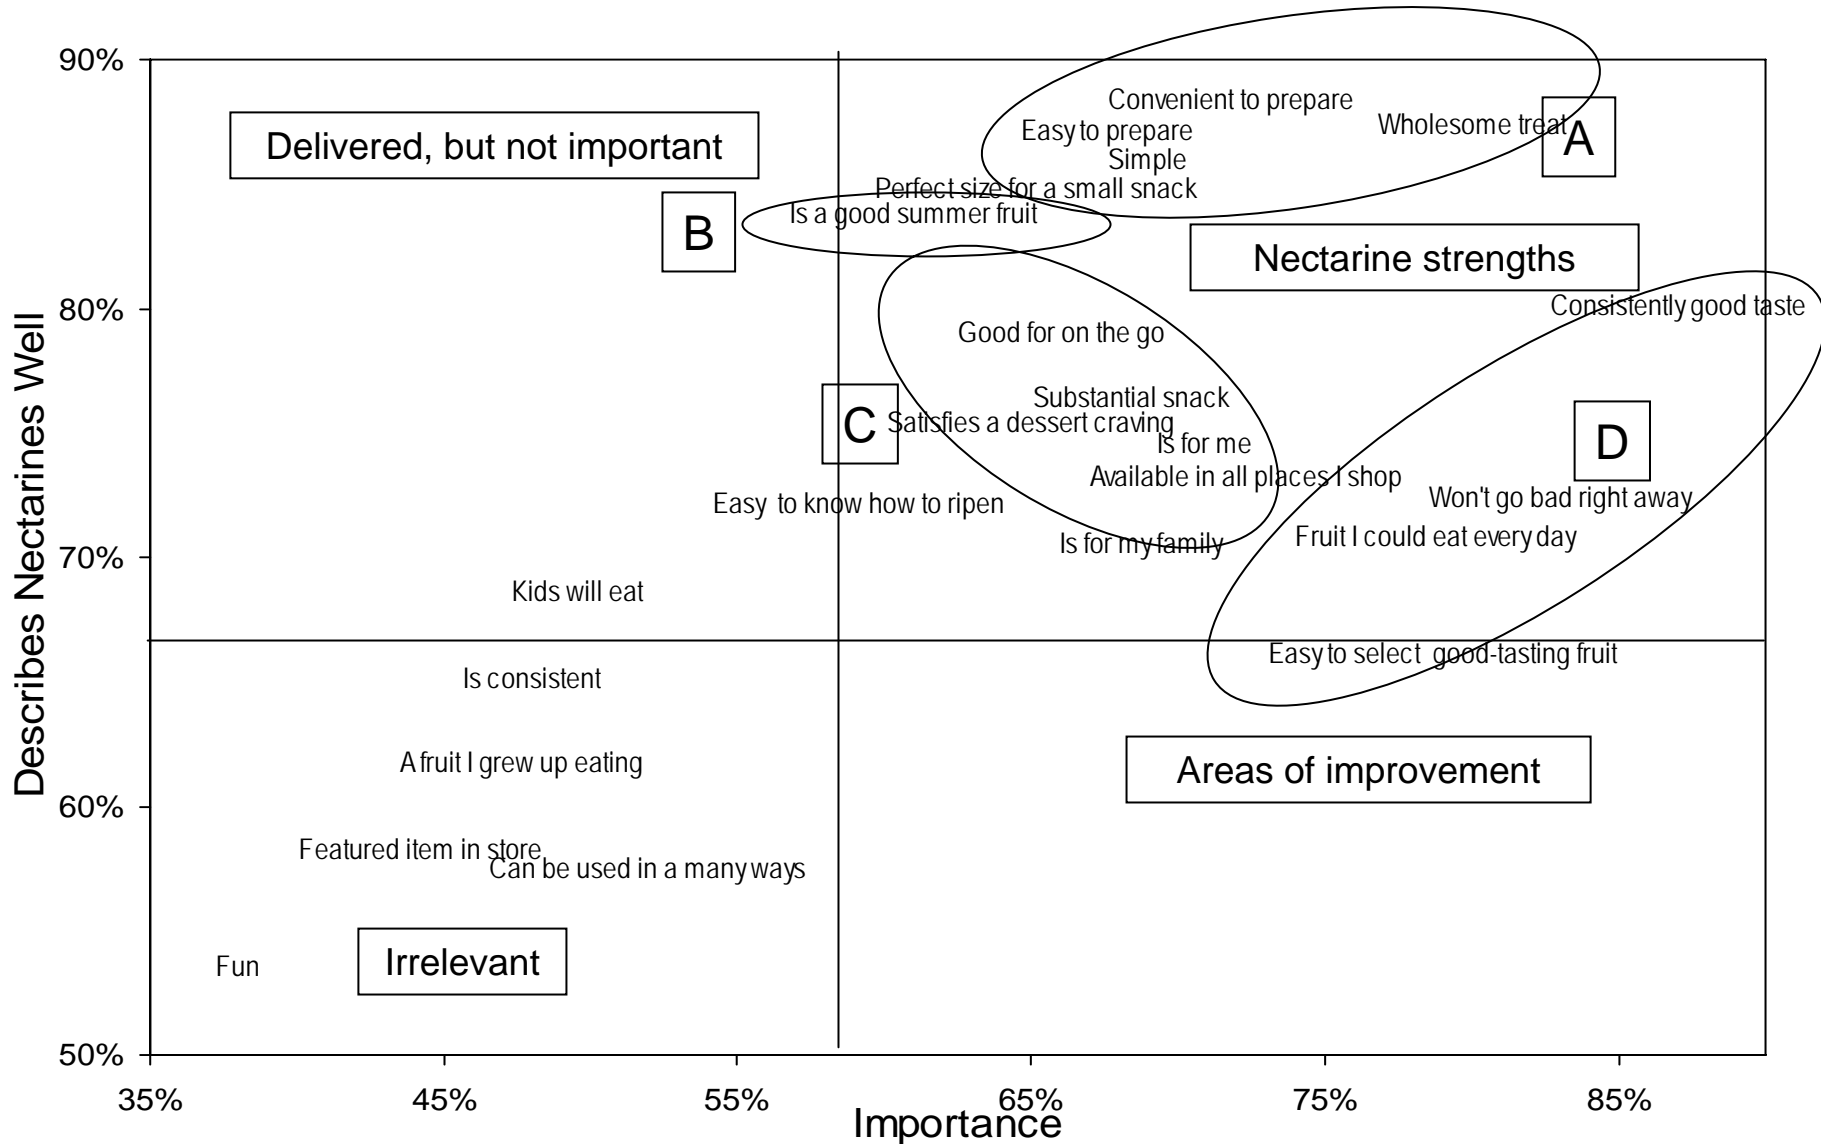 90%
Convenient to prepare
Wholesome treat
A
Easy to prepare
Delivered, but not important
Simple
Perfect size for a small snack
Is a good summer fruit
B
Nectarine strengths
80%
Consistently good taste
Good for on the go
Substantial snack
C
Satisfies a dessert craving
D
Is for me
Available in all places I shop
Won't go bad right away
Easy to know how to ripen
Fruit I could eat every day
Is for my family
70%
Kids will eat
Easy to select good-tasting fruit
Is consistent
A fruit I grew up eating
Areas of improvement
60%
Featured item in store
Can be used in a many ways
Fun
Irrelevant
50%
35%
45%
55%
65%
75%
85%
Importance
Describes Nectarines Well